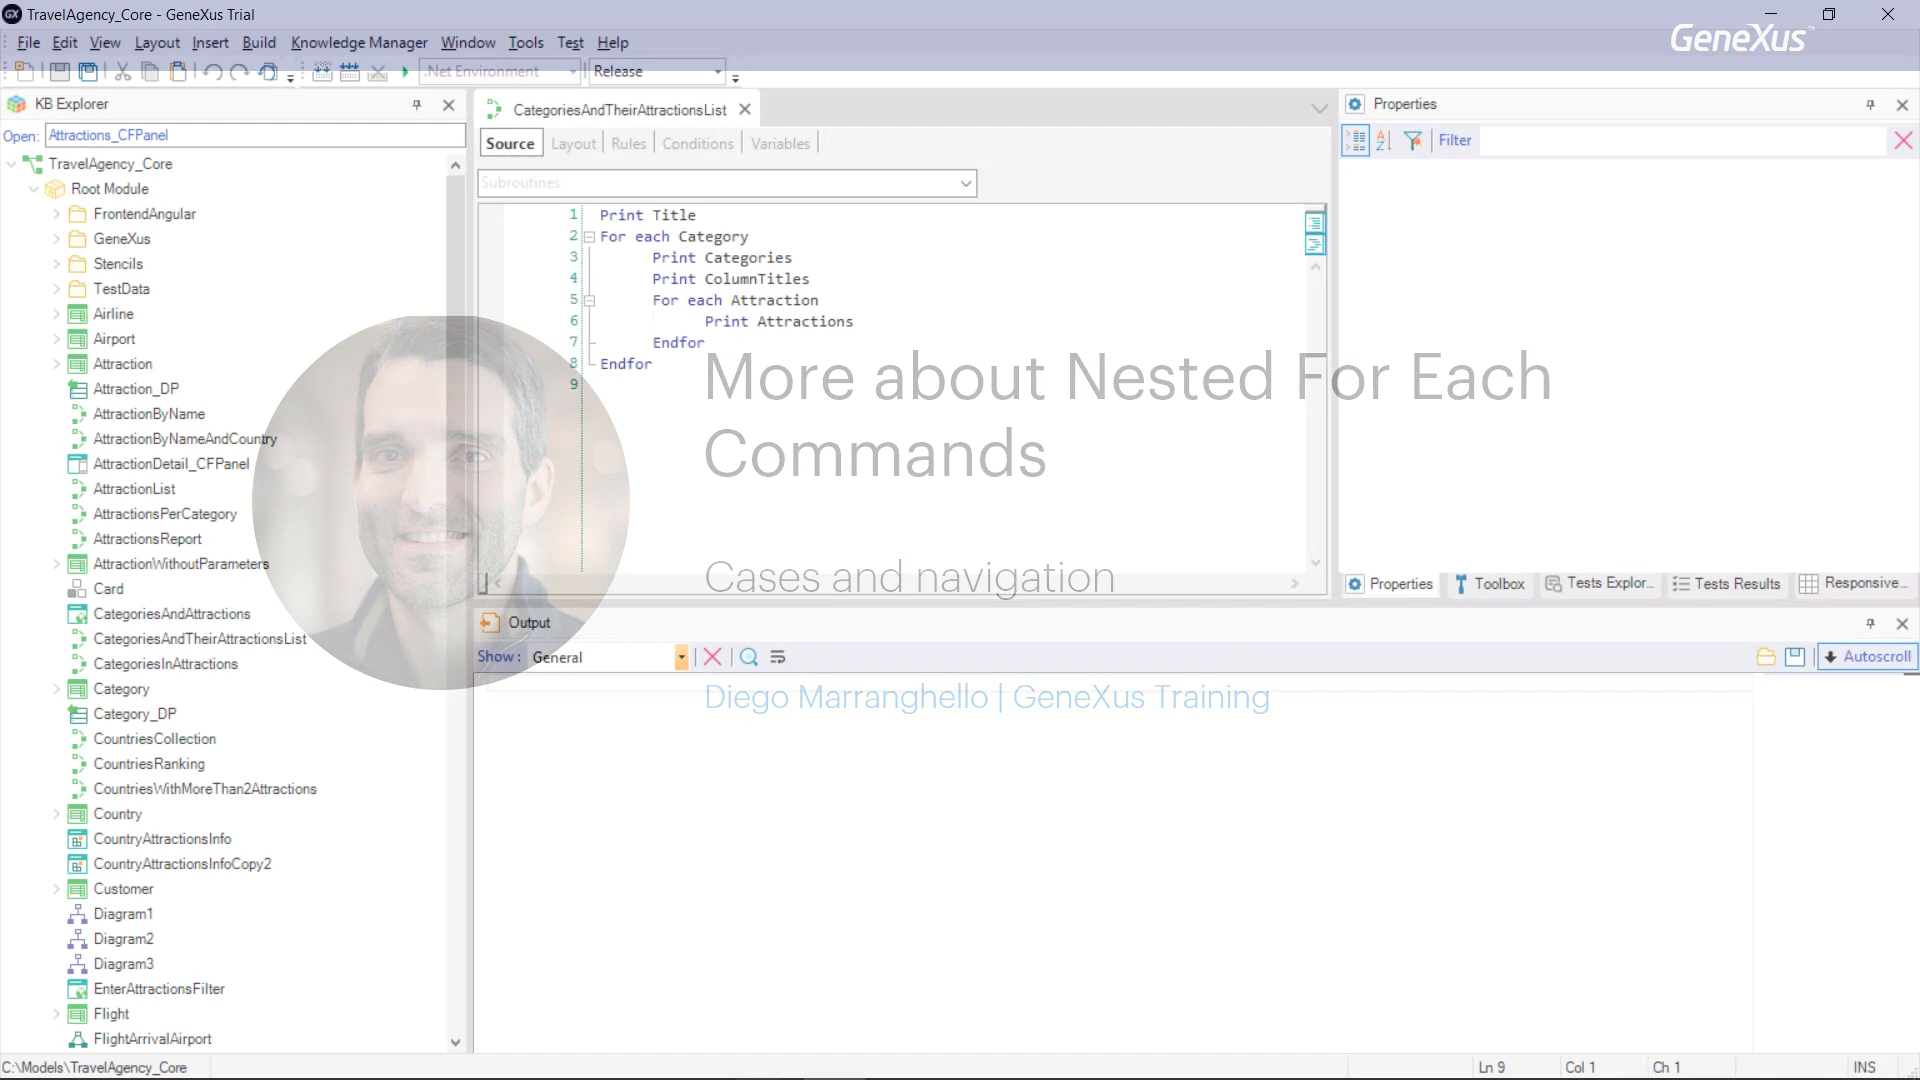 TravelAgency_Core - GeneXus Trial
File Edit View Layout Insert Build Knowledge Manager Window Tools Test Help
GeneXus™
.Net Environment Release
KB Explorer
Open: Attractions_CFPanel
TravelAgency_Core
Root Module
FrontendAngular
GeneXus
Stencils
TestData
Airline
Airport
Attraction
Attraction_DP
AttractionByName
AttractionByNameAndCountry
AttractionDetail_CFPanel
AttractionList
AttractionsPerCategory
AttractionsReport
AttractionWithoutParameters
Card
CategoriesAndAttractions
CategoriesAndTheirAttractionsList
CategoriesInAttractions
Category
Category_DP
CountriesCollection
CountriesRanking
CountriesWithMoreThan2Attractions
Country
CountryAttractionsInfo
CountryAttractionsInfoCopy2
Customer
Diagram1
Diagram2
Diagram3
EnterAttractionsFilter
Flight
FlightArrivalAirport
CategoriesAndTheirAttractionsList
Source Layout Rules Conditions Variables
Subroutines
1 Print Title
2 For each Category
3 Print Categories
4 Print ColumnTitles
5 For each Attraction
6 Print Attractions
7 Endfor
8 Endfor
9
More about Nested For Each
Commands
Cases and navigation
Diego Marranghello | GeneXus Training
Properties
Filter
Properties Toolbox Tests Explor... Tests Results Responsive...
Output
Show: General
Autoscroll
C:\Models\TravelAgency_Core
Ln 9 Col 1 Ch 1 INS